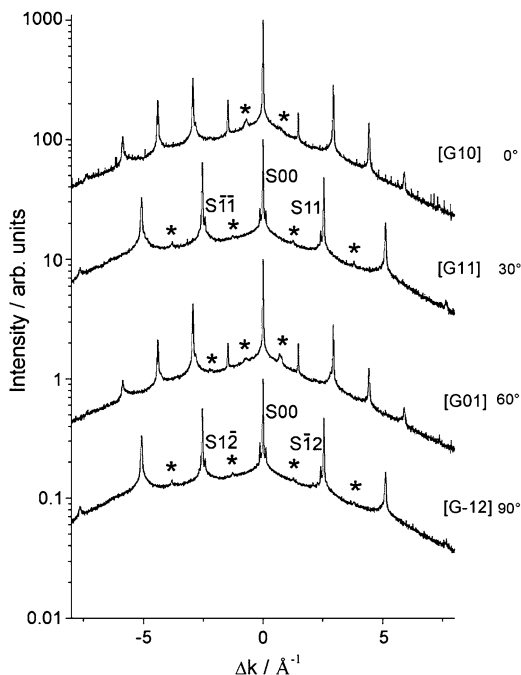 1000
100
10
1
0.1
0.01
Intensity / arb. units
-5
0
5
Δk / Å⁻¹
* *
[G10] 0°
S00
S1̅1̅ S11
* * * *
[G11] 30°
* * *
[G01] 60°
S00
S12̅ S1̅2
* * * *
[G-12] 90°